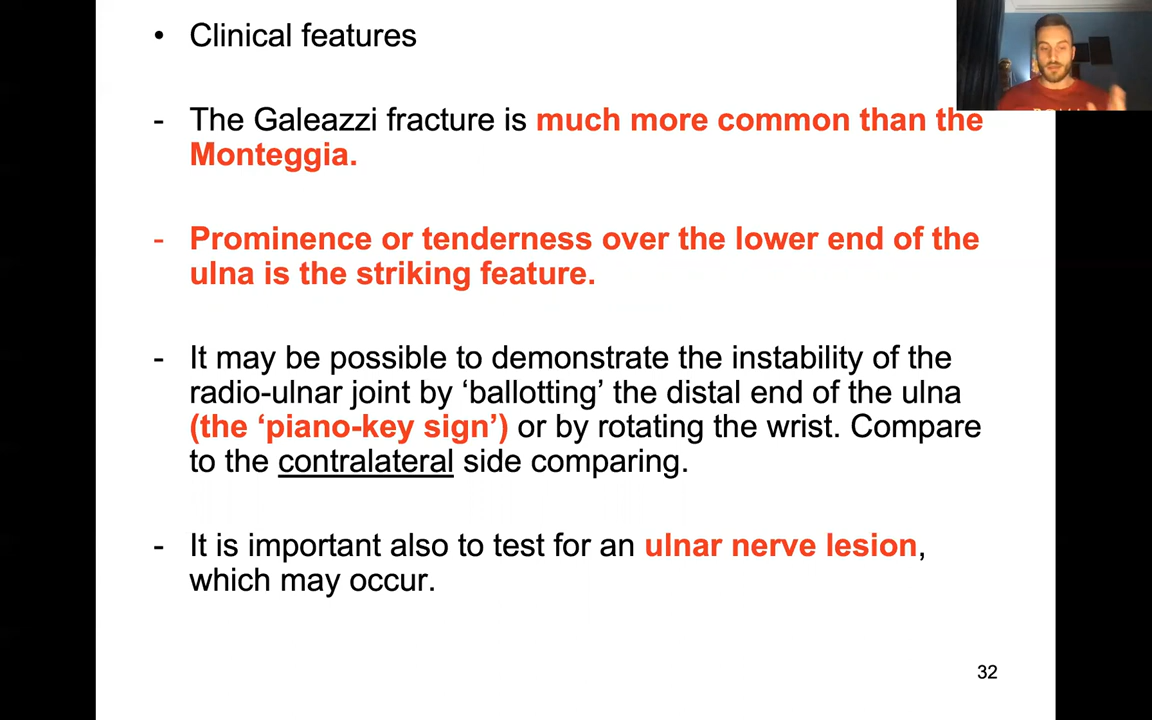 • Clinical features
- The Galeazzi fracture is much more common than the
Monteggia.
- Prominence or tenderness over the lower end of the
ulna is the striking feature.
- It may be possible to demonstrate the instability of the
radio-ulnar joint by ‘ballotting’ the distal end of the ulna
(the ‘piano-key sign’) or by rotating the wrist. Compare
to the contralateral side comparing.
- It is important also to test for an ulnar nerve lesion,
which may occur.
32